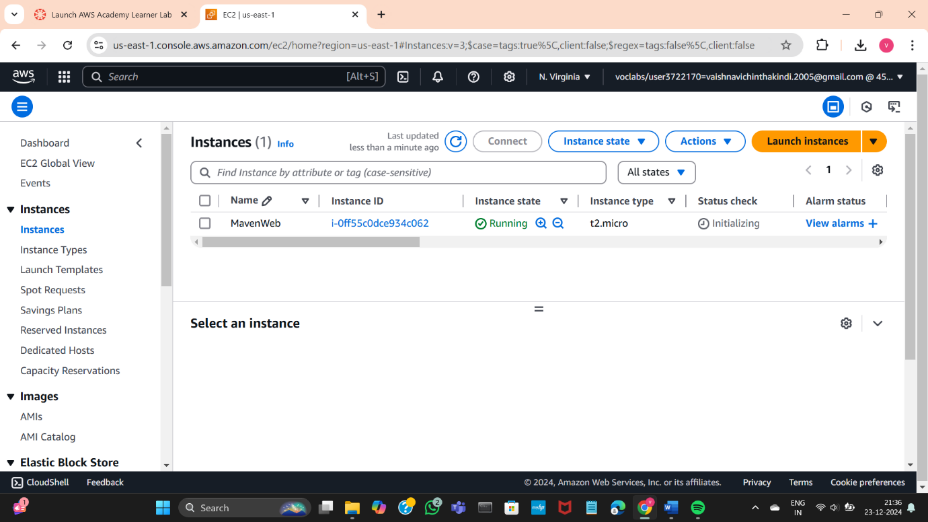 Launch AWS Academy Learner Lab
EC2 | us-east-1
us-east-1.console.aws.amazon.com/ec2/home?region=us-east-1#Instances:v=3;$case=tags:true%5C,client:false;$regex=tags:false%5C,client:false
v
aws
Search [Alt+S]
N. Virginia
voclabs/user3722170=vaishnavichinthakindi.2005@gmail.com @ 45...
Dashboard
EC2 Global View
Events
Instances
Instances
Instance Types
Launch Templates
Spot Requests
Savings Plans
Reserved Instances
Dedicated Hosts
Capacity Reservations
Images
AMIs
AMI Catalog
Elastic Block Store
Instances (1) Info
Last updated
less than a minute ago
Connect
Instance state
Actions
Launch instances
Find Instance by attribute or tag (case-sensitive)
All states
1
Name Instance ID Instance state Instance type Status check Alarm status
MavenWeb i-0ff55c0dce934c062 Running t2.micro Initializing View alarms +
Select an instance
CloudShell Feedback © 2024, Amazon Web Services, Inc. or its affiliates. Privacy Terms Cookie preferences
1
Search
2
ENG
IN
21:36
23-12-2024